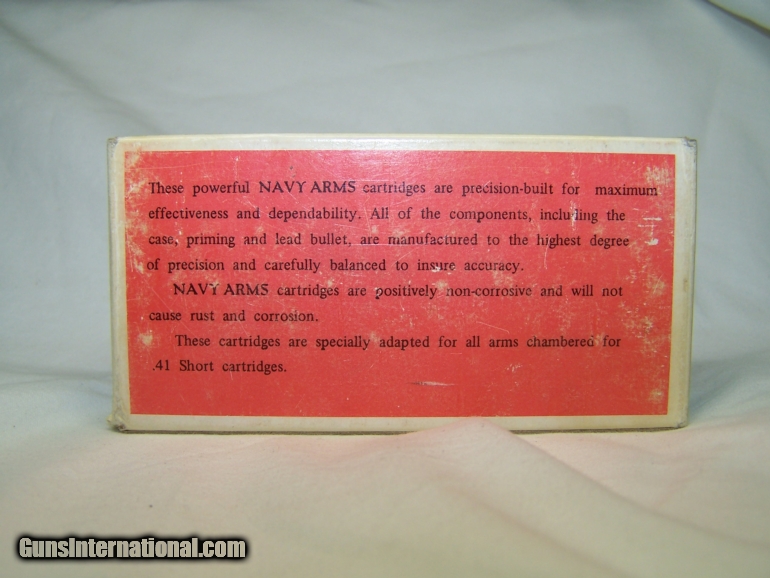 These powerful NAVY ARMS cartridges are precision-built for maximum
effectiveness and dependability. All of the components, including the
case, priming and lead bullet, are manufactured to the highest degree
of precision and carefully balanced to insure accuracy.
NAVY ARMS cartridges are positively non-corrosive and will not
cause rust and corrosion.
These cartridges are specially adapted for all arms chambered for
.41 Short cartridges.
GunsInternational.com